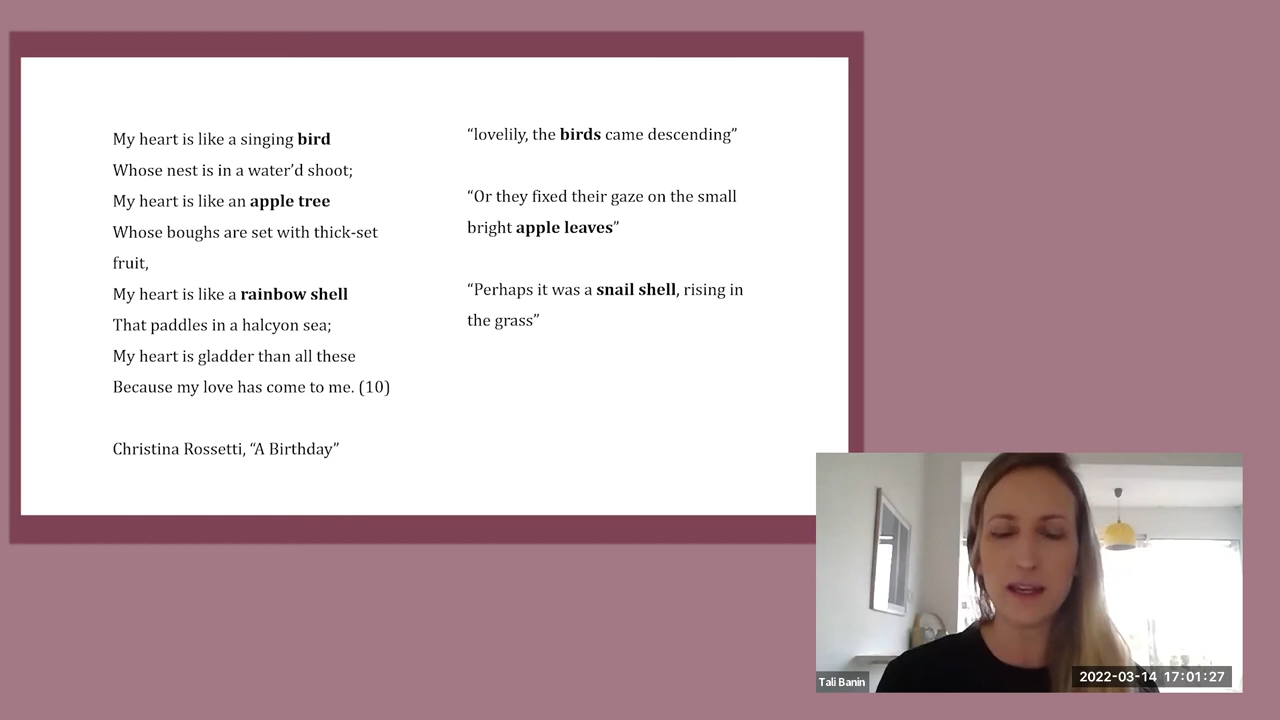 My heart is like a singing bird
Whose nest is in a water’d shoot;
My heart is like an apple tree
Whose boughs are set with thick-set
fruit,
My heart is like a rainbow shell
That paddles in a halcyon sea;
My heart is gladder than all these
Because my love has come to me. (10)
Christina Rossetti, “A Birthday”
“lovelily, the birds came descending”
“Or they fixed their gaze on the small
bright apple leaves”
“Perhaps it was a snail shell, rising in
the grass”
Tali Banin
2022-03-14 17:01:27